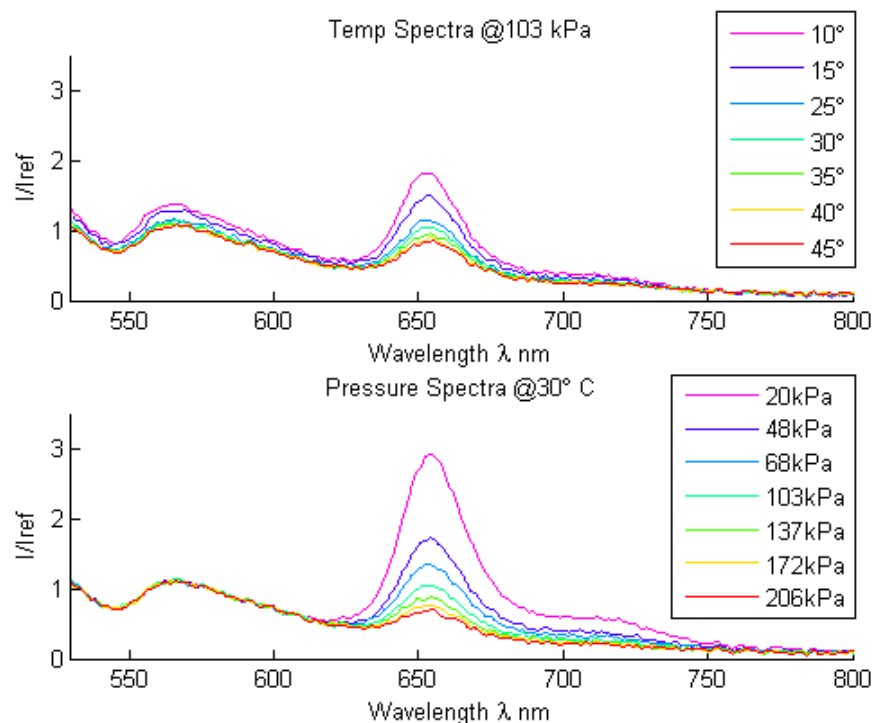 Temp Spectra @103 kPa
10°
15°
25°
30°
35°
40°
45°
I/Iref
3
2
1
0
550 600 650 700 750 800
Wavelength λ nm
Pressure Spectra @30° C
20kPa
48kPa
68kPa
103kPa
137kPa
172kPa
206kPa
I/Iref
3
2
1
0
550 600 650 700 750 800
Wavelength λ nm